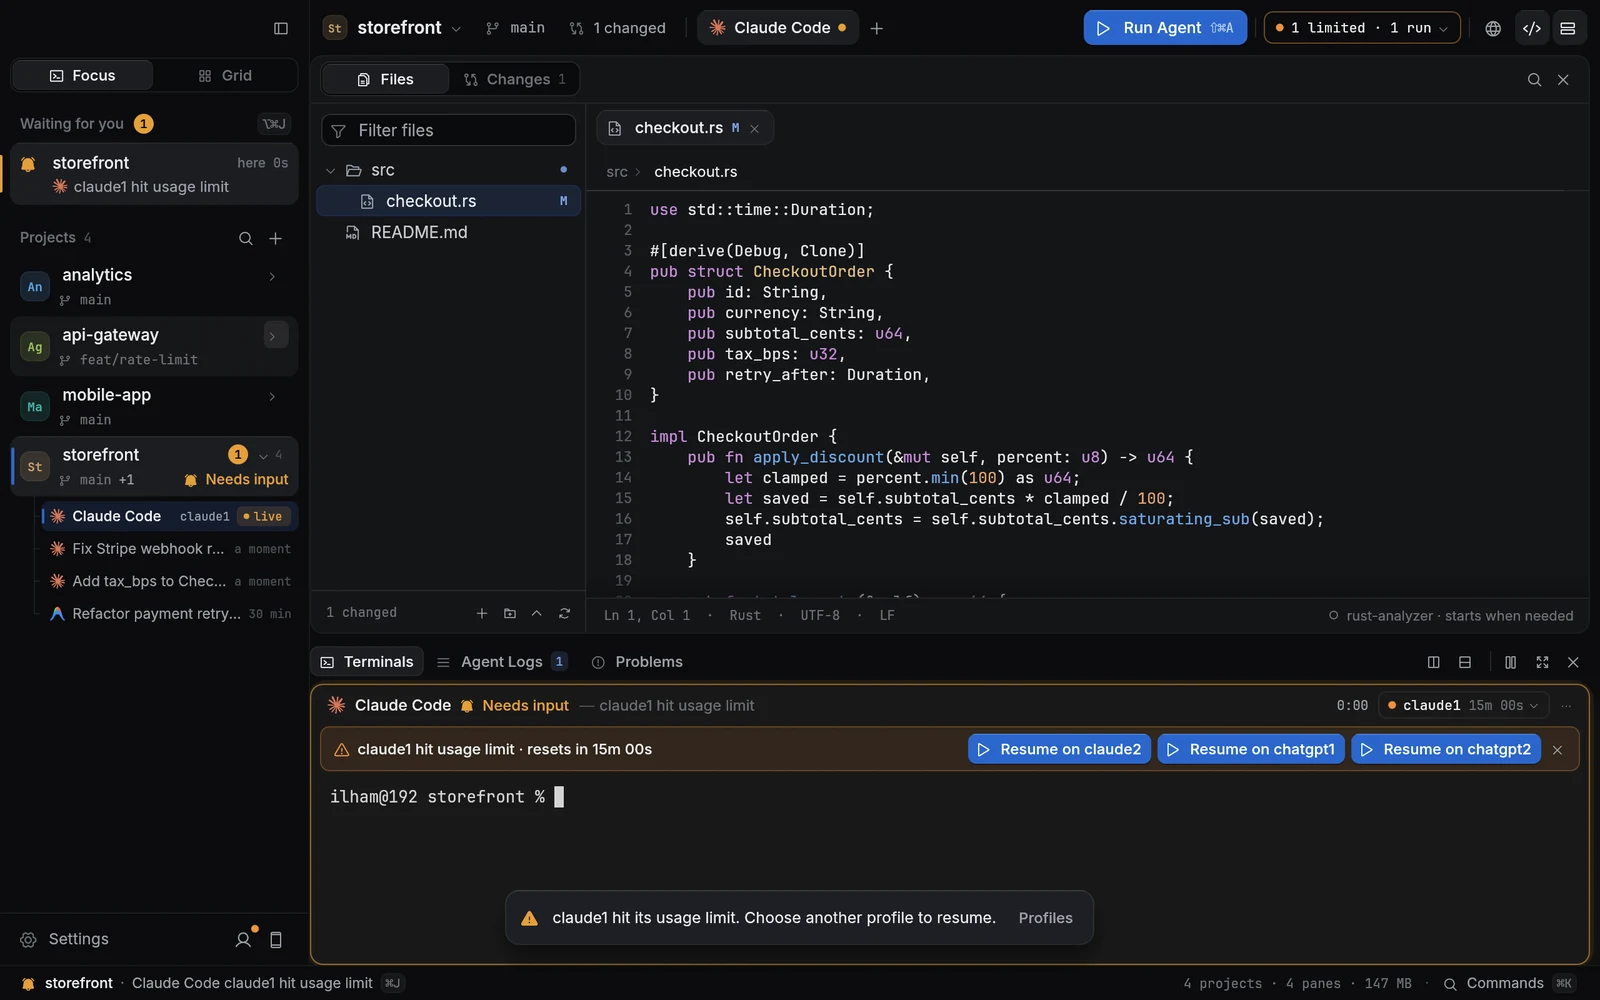 St storefront main 1 changed Claude Code Run Agent ⇧⌘A 1 limited · 1 run
Focus Grid
Waiting for you 1 ⌥⌘J
storefront here 0s
claude1 hit usage limit
Projects 4
An analytics
main
Ag api-gateway
feat/rate-limit
Ma mobile-app
main
St storefront 1 4
main +1 Needs input
Claude Code claude1 live
Fix Stripe webhook r... a moment
Add tax_bps to Chec... a moment
Refactor payment retry... 30 min
Settings
Files Changes 1
Filter files
src
checkout.rs M
README.md
1 changed
checkout.rs M
src checkout.rs
1 use std::time::Duration;
2
3 #[derive(Debug, Clone)]
4 pub struct CheckoutOrder {
5 pub id: String,
6 pub currency: String,
7 pub subtotal_cents: u64,
8 pub tax_bps: u32,
9 pub retry_after: Duration,
10 }
11
12 impl CheckoutOrder {
13 pub fn apply_discount(&mut self, percent: u8) -> u64 {
14 let clamped = percent.min(100) as u64;
15 let saved = self.subtotal_cents * clamped / 100;
16 self.subtotal_cents = self.subtotal_cents.saturating_sub(saved);
17 saved
18 }
19
Ln 1, Col 1 · Rust · UTF-8 · LF rust-analyzer · starts when needed
Terminals Agent Logs 1 Problems
Claude Code Needs input — claude1 hit usage limit 0:00 claude1 15m 00s ...
claude1 hit usage limit · resets in 15m 00s Resume on claude2 Resume on chatgpt1 Resume on chatgpt2
ilham@192 storefront %
claude1 hit its usage limit. Choose another profile to resume. Profiles
storefront · Claude Code claude1 hit usage limit ⌘J 4 projects · 4 panes · 147 MB · Commands ⌘K